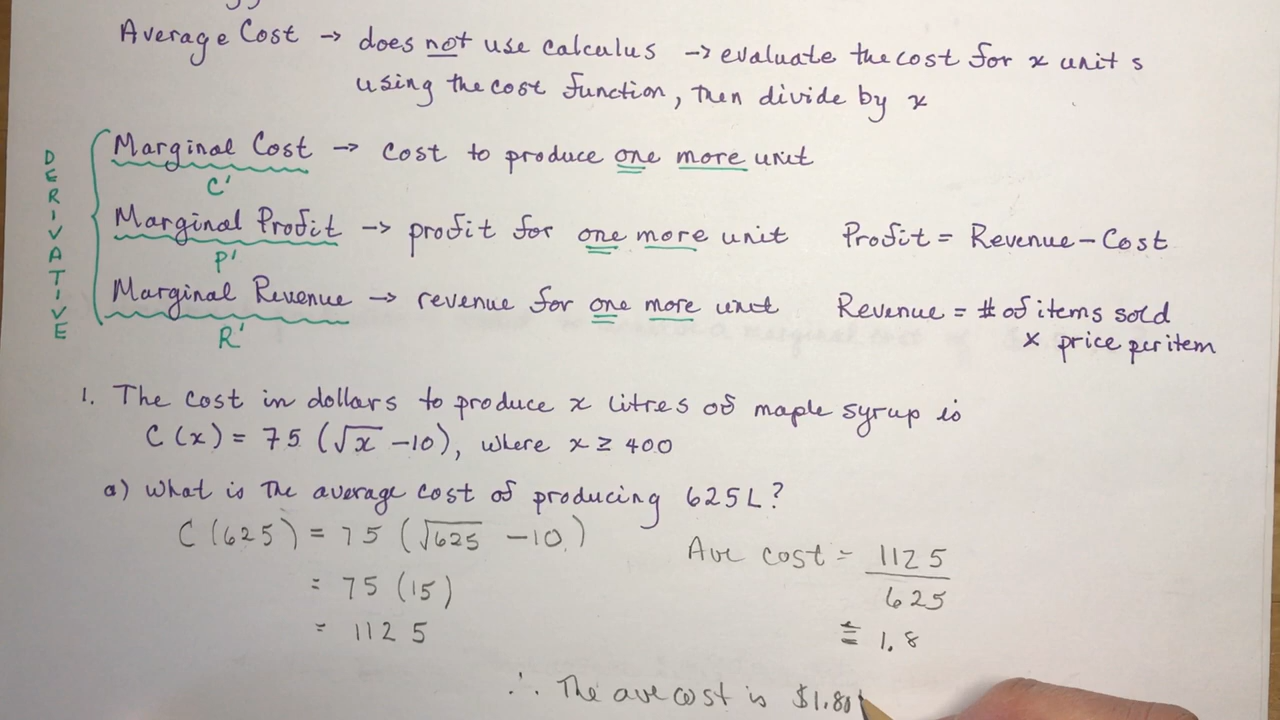 Average Cost → does not use calculus → evaluate the cost for x units
using the cost function, then divide by x
DERIVATIVE
Marginal Cost → cost to produce one more unit
C'
Marginal Profit → profit for one more unit Profit = Revenue - Cost
P'
Marginal Revenue → revenue for one more unit Revenue = # of items sold
R' x price per item
1. The cost in dollars to produce x litres of maple syrup is
C(x) = 75 (√x -10), where x ≥ 400
a) What is the average cost of producing 625L?
C(625) = 75 (√625 -10)
Ave cost = 1125
625
= 75 (15)
= 1125
≐ 1.8
∴ The ave cost is $1.80